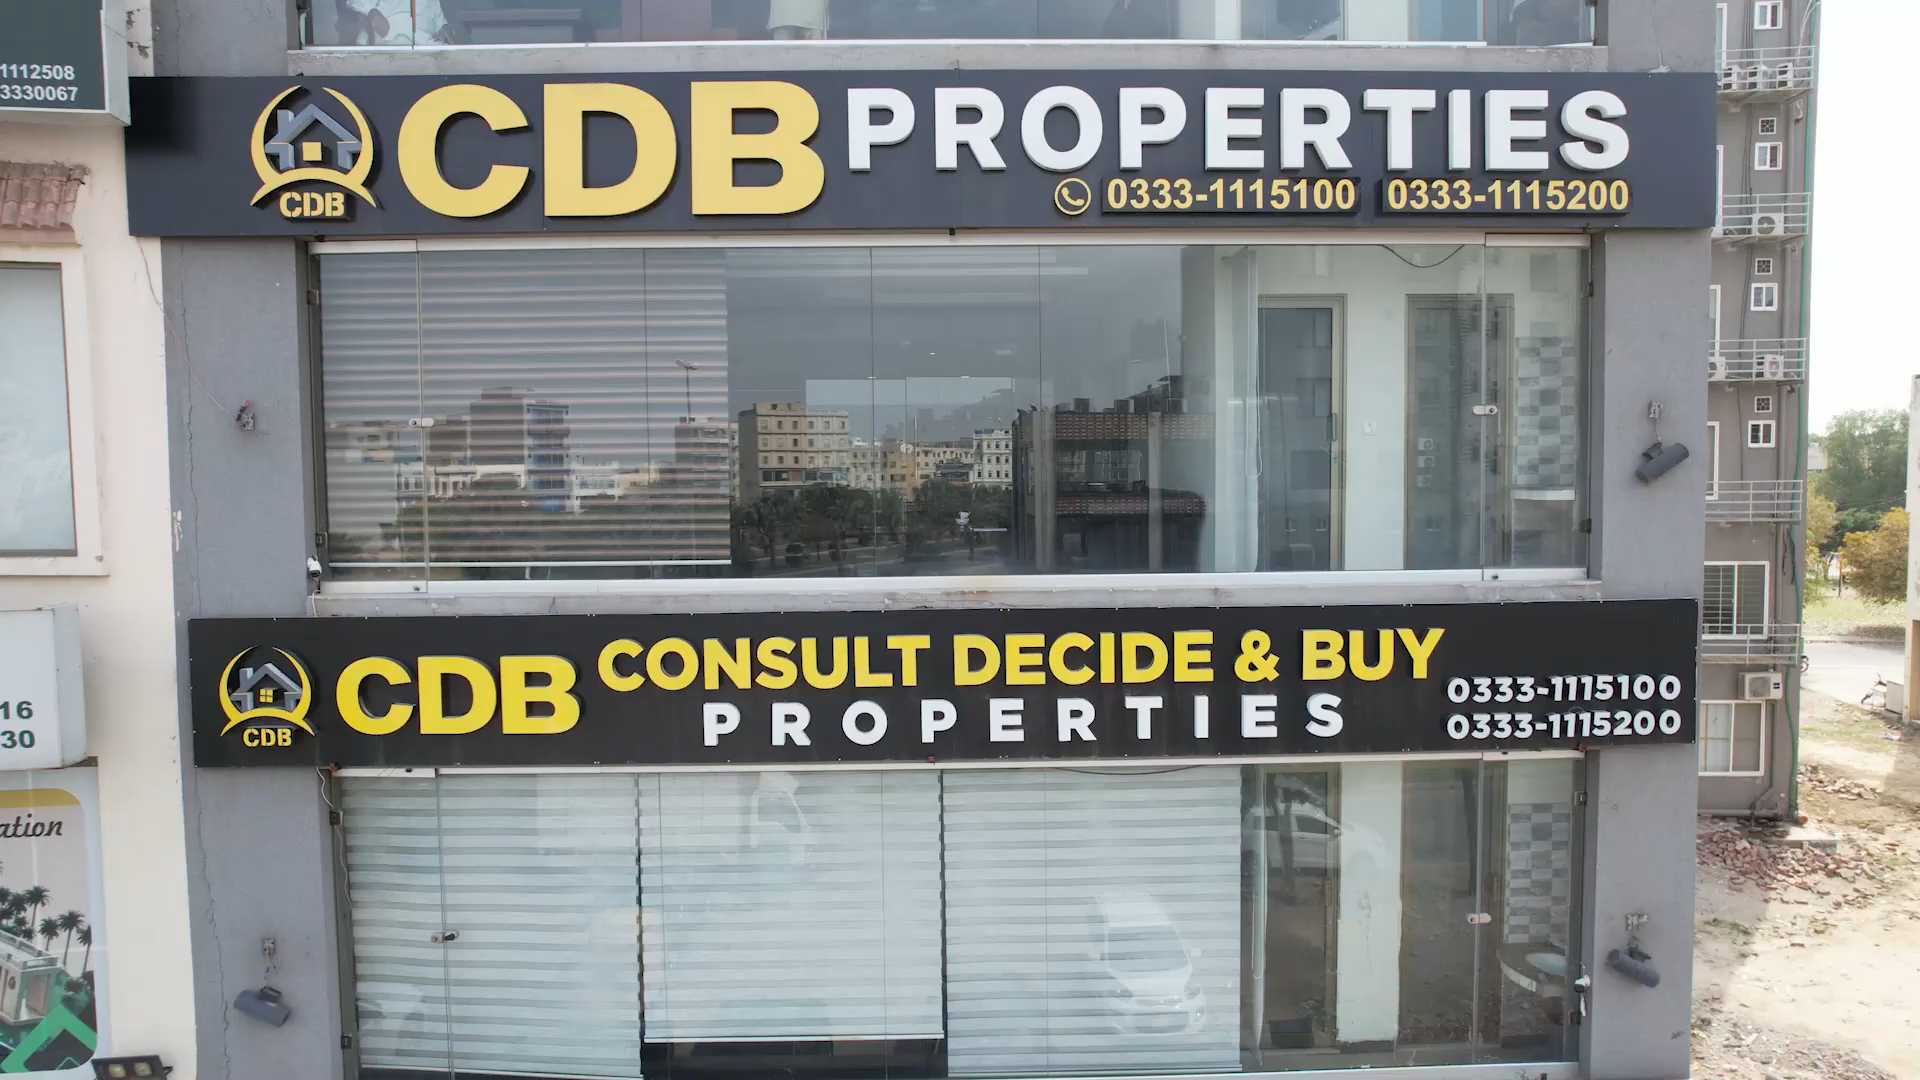 1112508
3330067
CDB
CDB PROPERTIES
0333-1115100 0333-1115200
CDB
CDB CONSULT DECIDE & BUY
PROPERTIES
0333-1115100
0333-1115200
16
30
ation